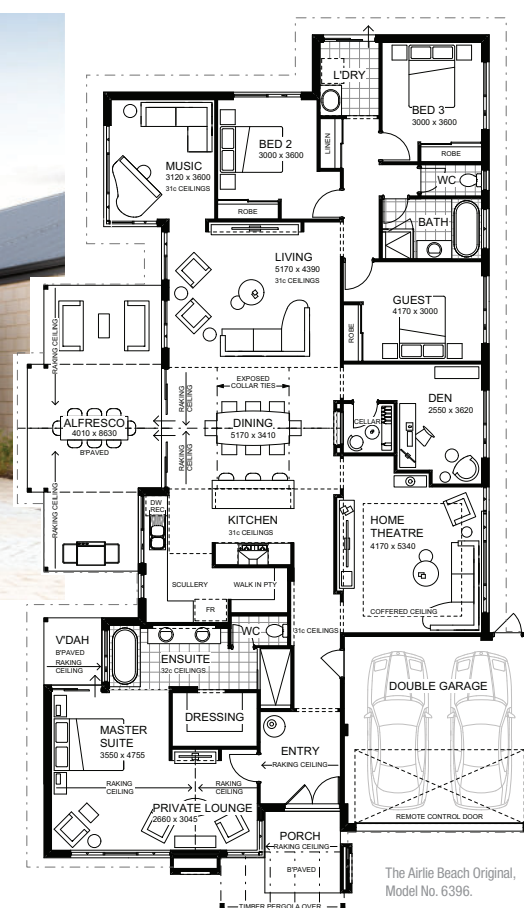 L'DRY
BED 3
3000 x 3600
ROBE
LINEN
BED 2
3000 x 3600
ROBE
MUSIC
3120 x 3600
31c CEILINGS
WC
BATH
LIVING
5170 x 4390
31c CEILINGS
GUEST
4170 x 3000
ROBE
RAKING CEILING
EXPOSED
COLLAR TIES
RAKING
CEILING
DEN
2550 x 3620
CELLAR
ALFRESCO
4010 x 8630
B'PAVED
DINING
5170 x 3410
RAKING
CEILING
RAKING CEILING
DW
REC
KITCHEN
31c CEILINGS
HOME
THEATRE
4170 x 5340
COFFERED CEILING
SCULLERY
WALK IN PTY
FR
V'DAH
B'PAVED
RAKING
CEILING
WC
31c CEILINGS
ENSUITE
32c CEILINGS
DOUBLE GARAGE
DRESSING
MASTER
SUITE
3550 x 4755
ENTRY
RAKING CEILING
RAKING
CEILING
RAKING
CEILING
PRIVATE LOUNGE
2660 x 3045
REMOTE CONTROL DOOR
PORCH
RAKING CEILING
B'PAVED
TIMBER PERGOLA OVER
The Airlie Beach Original,
Model No. 6396.